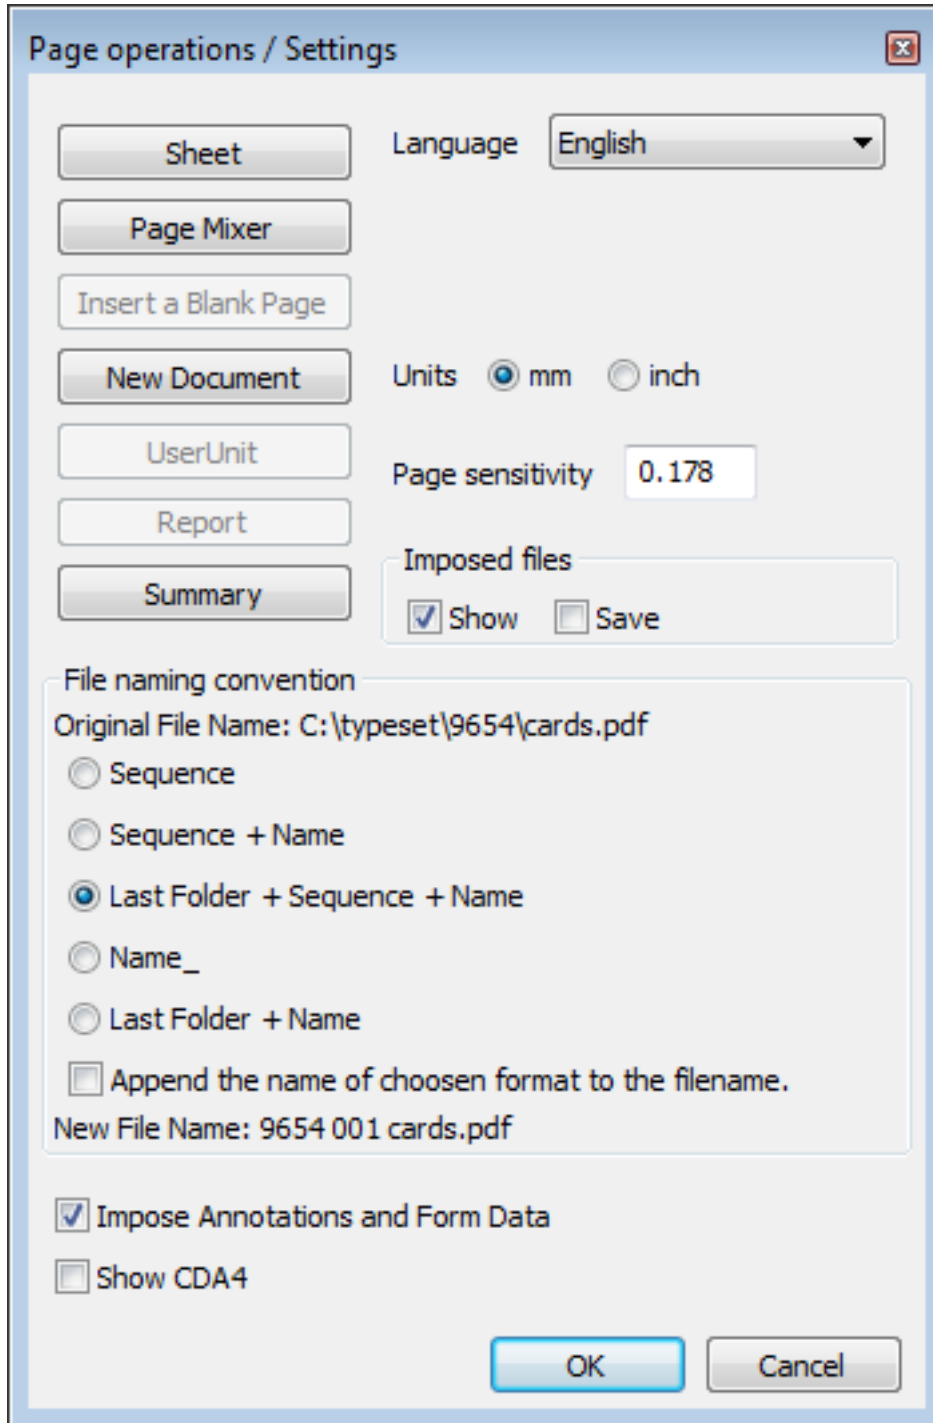 Page operations / Settings
Sheet
Language English
Page Mixer
Insert a Blank Page
New Document
Units mm inch
UserUnit
Page sensitivity 0.178
Report
Imposed files
Summary
Show Save
File naming convention
Original File Name: C:\typeset\9654\cards.pdf
Sequence
Sequence + Name
Last Folder + Sequence + Name
Name_
Last Folder + Name
Append the name of choosen format to the filename.
New File Name: 9654 001 cards.pdf
Impose Annotations and Form Data
Show CDA4
OK Cancel